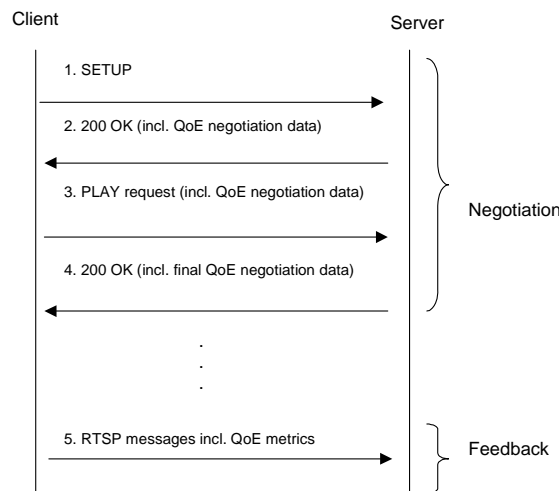 Client
Server
1. SETUP
2. 200 OK (incl. QoE negotiation data)
3. PLAY request (incl. QoE negotiation data)
Negotiation
4. 200 OK (incl. final QoE negotiation data)
.
.
.
5. RTSP messages incl. QoE metrics
Feedback